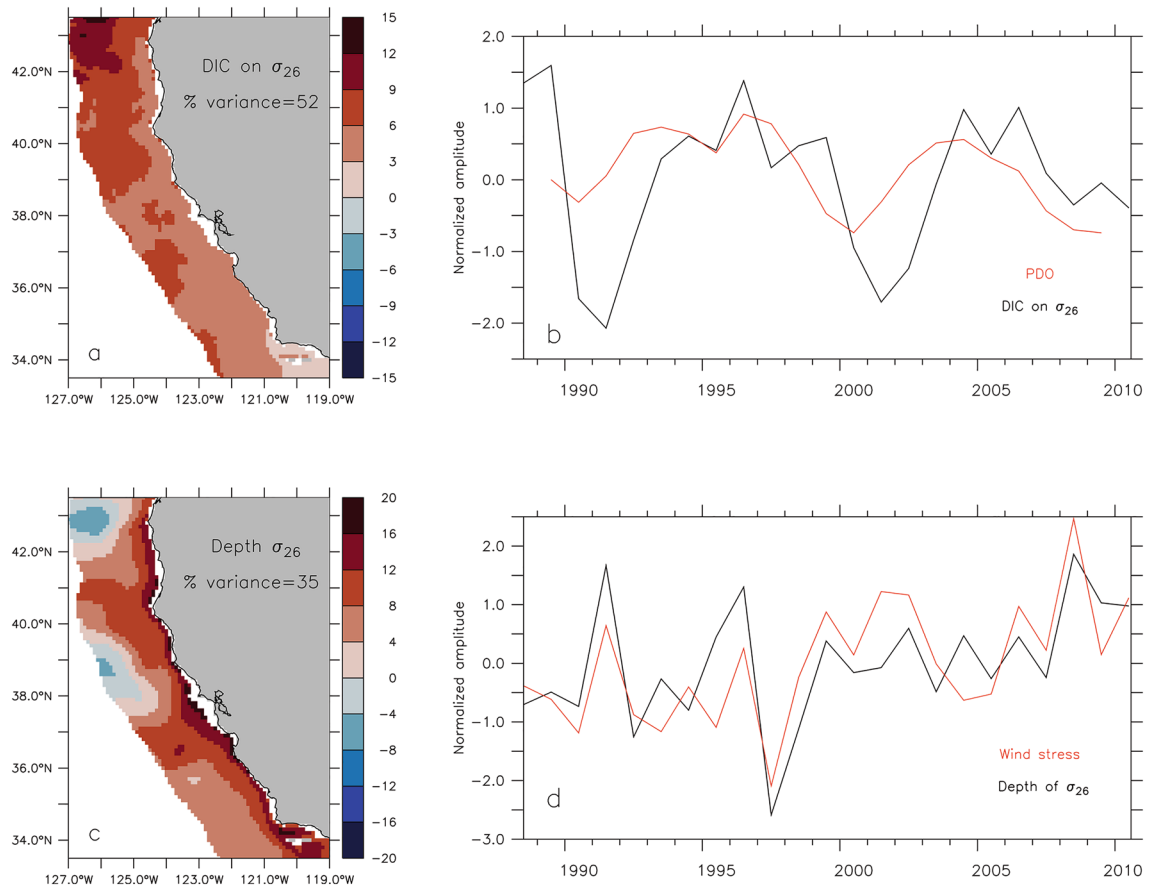 15
12
9
6
3
0
−3
−6
−9
−12
−15
42.0°N
40.0°N
38.0°N
36.0°N
34.0°N
127.0°W 125.0°W 123.0°W 121.0°W 119.0°W
DIC on σ26
% variance=52
a
Normalized amplitude
2.0
1.0
0.0
−1.0
−2.0
1990 1995 2000 2005 2010
PDO
DIC on σ26
b
20
16
12
8
4
0
−4
−8
−12
−16
−20
42.0°N
40.0°N
38.0°N
36.0°N
34.0°N
127.0°W 125.0°W 123.0°W 121.0°W 119.0°W
Depth σ26
% variance=35
c
Normalized amplitude
2.0
1.0
0.0
−1.0
−2.0
−3.0
1990 1995 2000 2005 2010
Wind stress
Depth of σ26
d